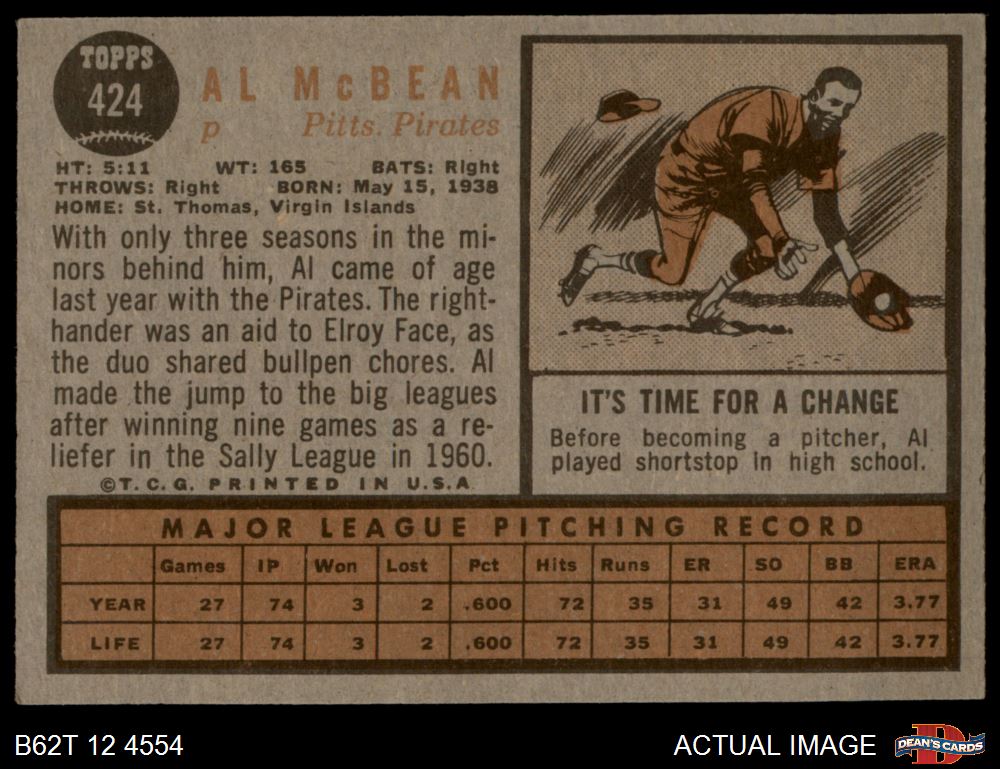 TOPPS
424
AL McBEAN
p Pitts. Pirates
HT: 5:11 WT: 165 BATS: Right
THROWS: Right BORN: May 15, 1938
HOME: St. Thomas, Virgin Islands
With only three seasons in the mi-
nors behind him, Al came of age
last year with the Pirates. The right-
hander was an aid to Elroy Face, as
the duo shared bullpen chores. Al
made the jump to the big leagues
after winning nine games as a re-
liefer in the Sally League in 1960.
©T.C.G. PRINTED IN U.S.A.
IT'S TIME FOR A CHANGE
Before becoming a pitcher, Al
played shortstop in high school.
MAJOR LEAGUE PITCHING RECORD
Games IP Won Lost Pct Hits Runs ER SO BB ERA
YEAR 27 74 3 2 .600 72 35 31 49 42 3.77
LIFE 27 74 3 2 .600 72 35 31 49 42 3.77
B62T 12 4554
ACTUAL IMAGE
D
DEAN'S CARDS